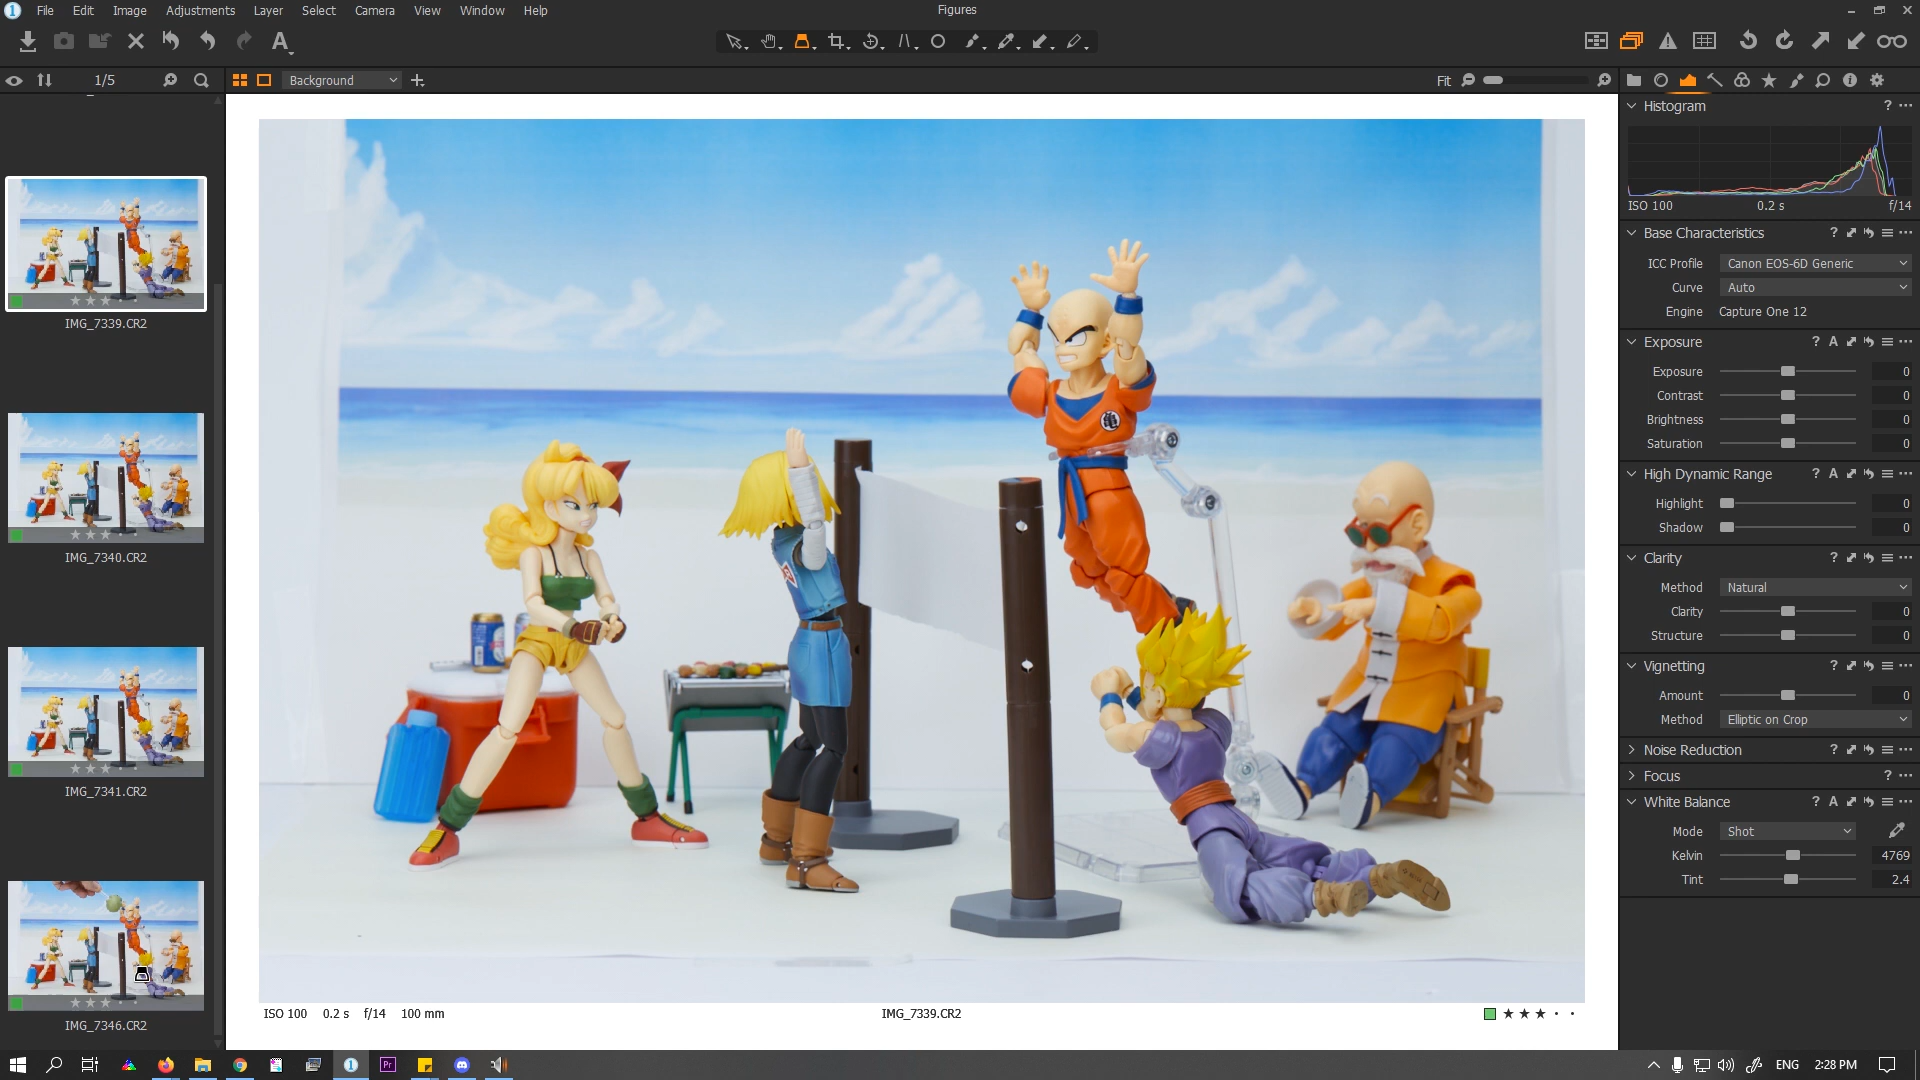 File Edit Image Adjustments Layer Select Camera View Window Help
Figures
1/5
Background
Fit
IMG_7339.CR2
IMG_7340.CR2
IMG_7341.CR2
IMG_7346.CR2
ISO 100 0.2 s f/14 100 mm
IMG_7339.CR2
Histogram
ISO 100 0.2 s f/14
Base Characteristics
ICC Profile Canon EOS-6D Generic
Curve Auto
Engine Capture One 12
Exposure
Exposure 0
Contrast 0
Brightness 0
Saturation 0
High Dynamic Range
Highlight 0
Shadow 0
Clarity
Method Natural
Clarity 0
Structure 0
Vignetting
Amount 0
Method Elliptic on Crop
Noise Reduction
Focus
White Balance
Mode Shot
Kelvin 4769
Tint 2.4
Pr
ENG 2:28 PM